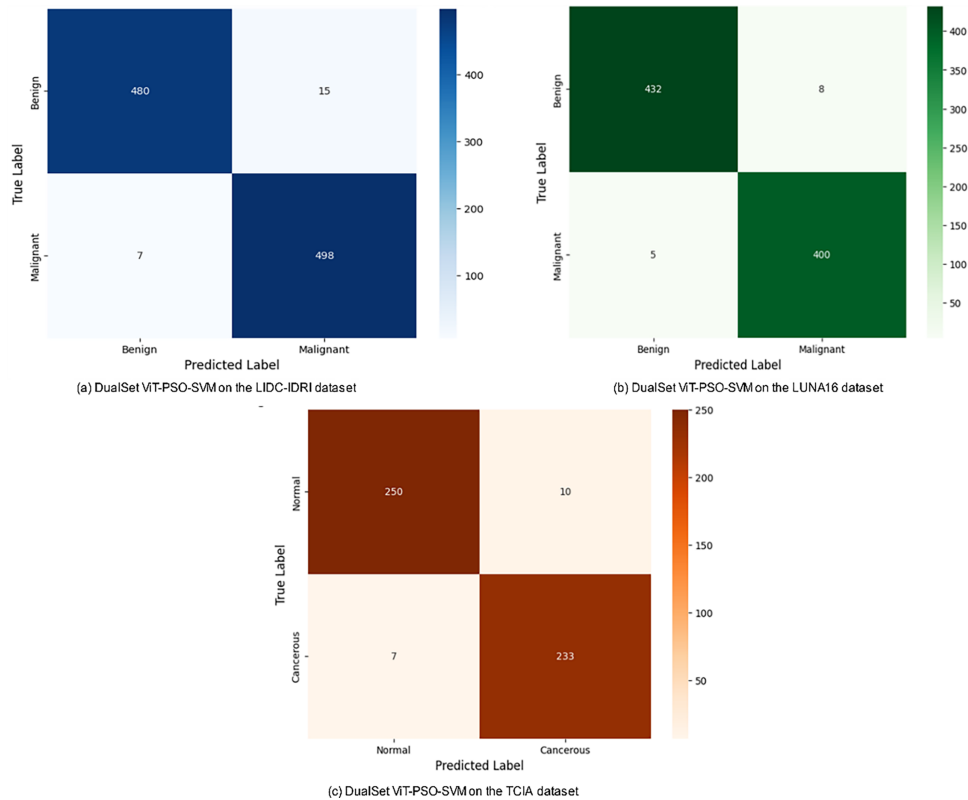 Benign
480
15
400
300
True Label
200
Malignant
7
498
100
Benign
Malignant
Predicted Label
(a) DualSet ViT-PSO-SVM on the LIDC-IDRI dataset
Benign
432
8
400
350
300
250
True Label
200
Malignant
5
400
150
100
50
Benign
Malignant
Predicted Label
(b) DualSet ViT-PSO-SVM on the LUNA16 dataset
Normal
250
10
250
200
150
True Label
100
Cancerous
7
233
50
Normal
Cancerous
Predicted Label
(c) DualSet ViT-PSO-SVM on the TCIA dataset